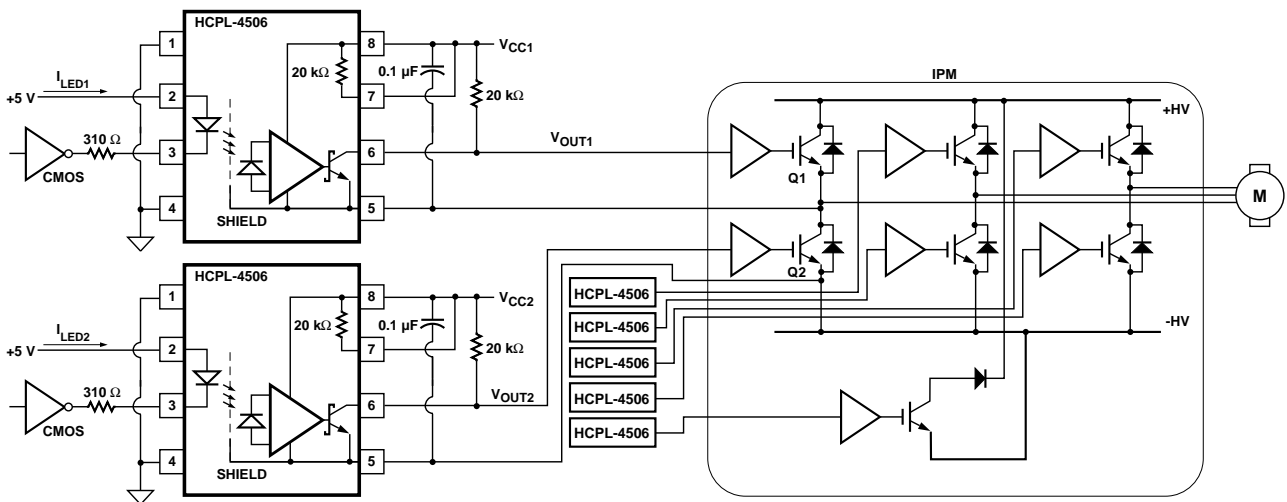 HCPL-4506
1
2
3
4
8
7
6
5
I_LED1
+5 V
310 Ω
CMOS
SHIELD
20 kΩ
0.1 µF
V_CC1
20 kΩ
V_OUT1
HCPL-4506
1
2
3
4
8
7
6
5
I_LED2
+5 V
310 Ω
CMOS
SHIELD
20 kΩ
0.1 µF
V_CC2
20 kΩ
V_OUT2
HCPL-4506
HCPL-4506
HCPL-4506
HCPL-4506
HCPL-4506
IPM
+HV
Q1
Q2
-HV
M